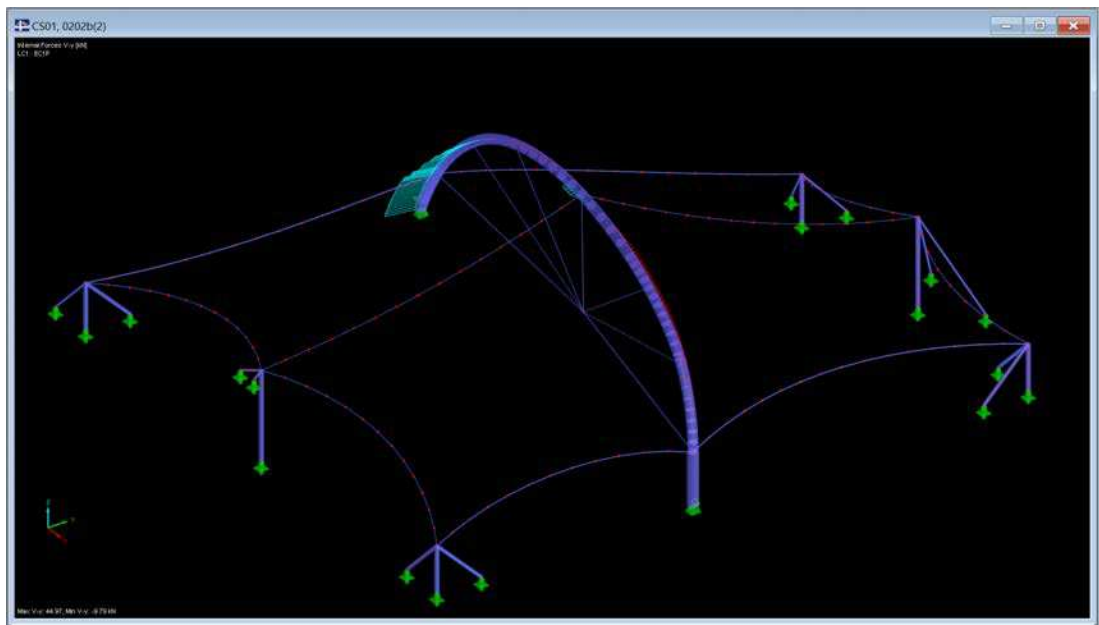 CS01, 0202b(2)
Internal Forces V-y [kN]
LC1 - EC1P
Max V-y: 44.97, Min V-y: -9.79 kN